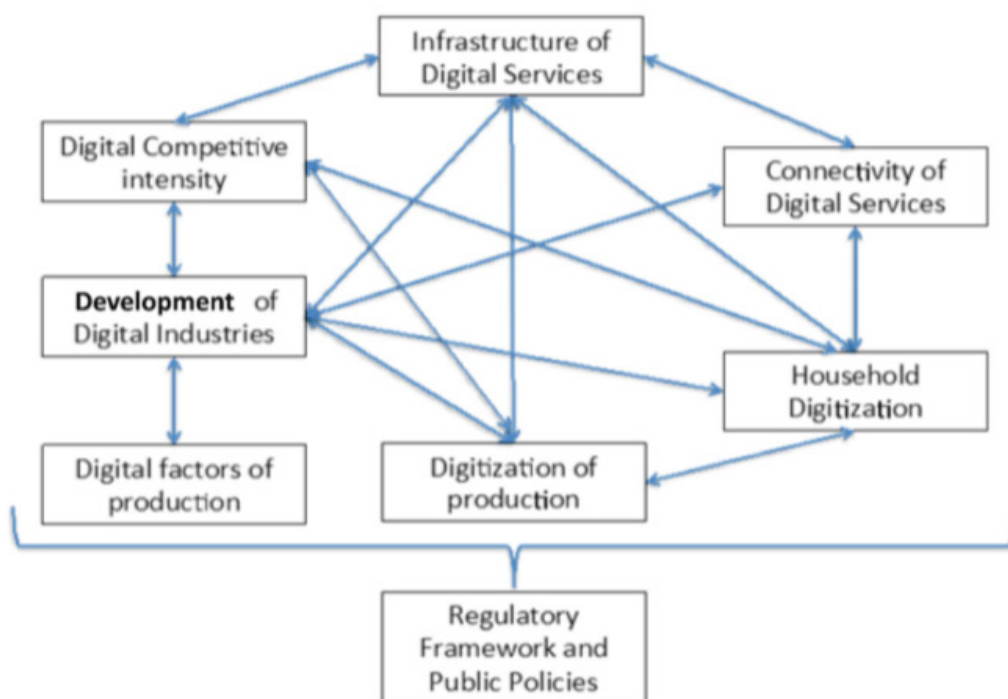 Infrastructure of
Digital Services
Digital Competitive
intensity
Connectivity of
Digital Services
Development of
Digital Industries
Household
Digitization
Digital factors of
production
Digitization of
production
Regulatory
Framework and
Public Policies